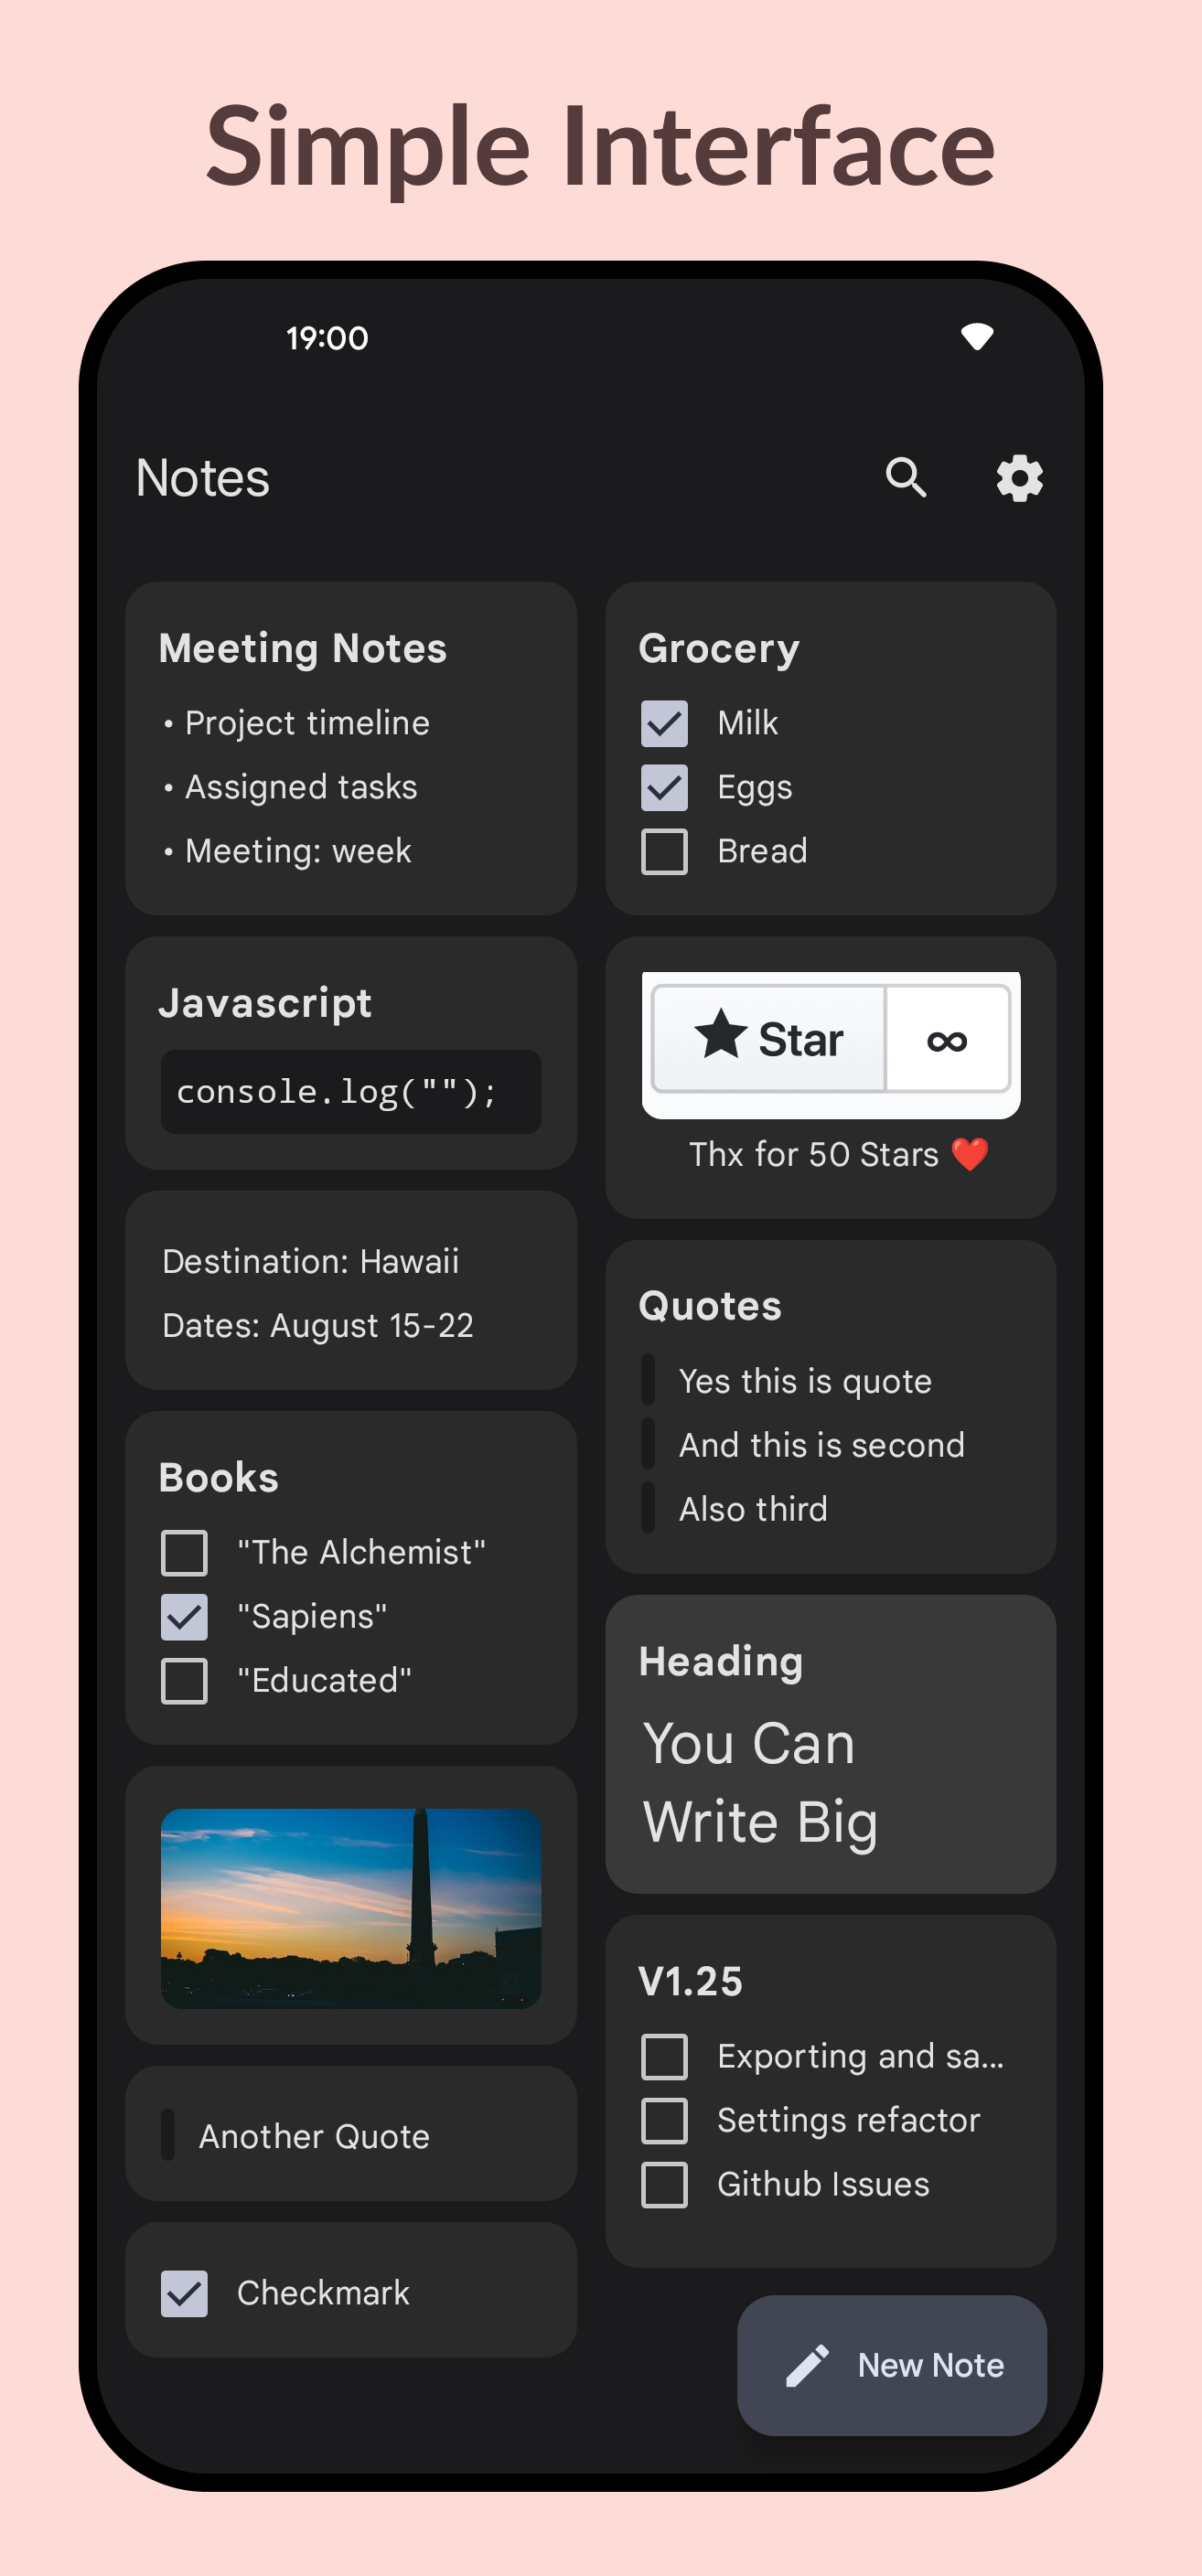 Simple Interface
19:00
Notes
Meeting Notes
• Project timeline
• Assigned tasks
• Meeting: week
Grocery
Milk
Eggs
Bread
Javascript
console.log("");
Star ∞
Thx for 50 Stars ❤️
Destination: Hawaii
Dates: August 15-22
Quotes
Yes this is quote
And this is second
Also third
Books
"The Alchemist"
"Sapiens"
"Educated"
Heading
You Can
Write Big
V1.25
Exporting and sa...
Settings refactor
Github Issues
Another Quote
Checkmark
New Note